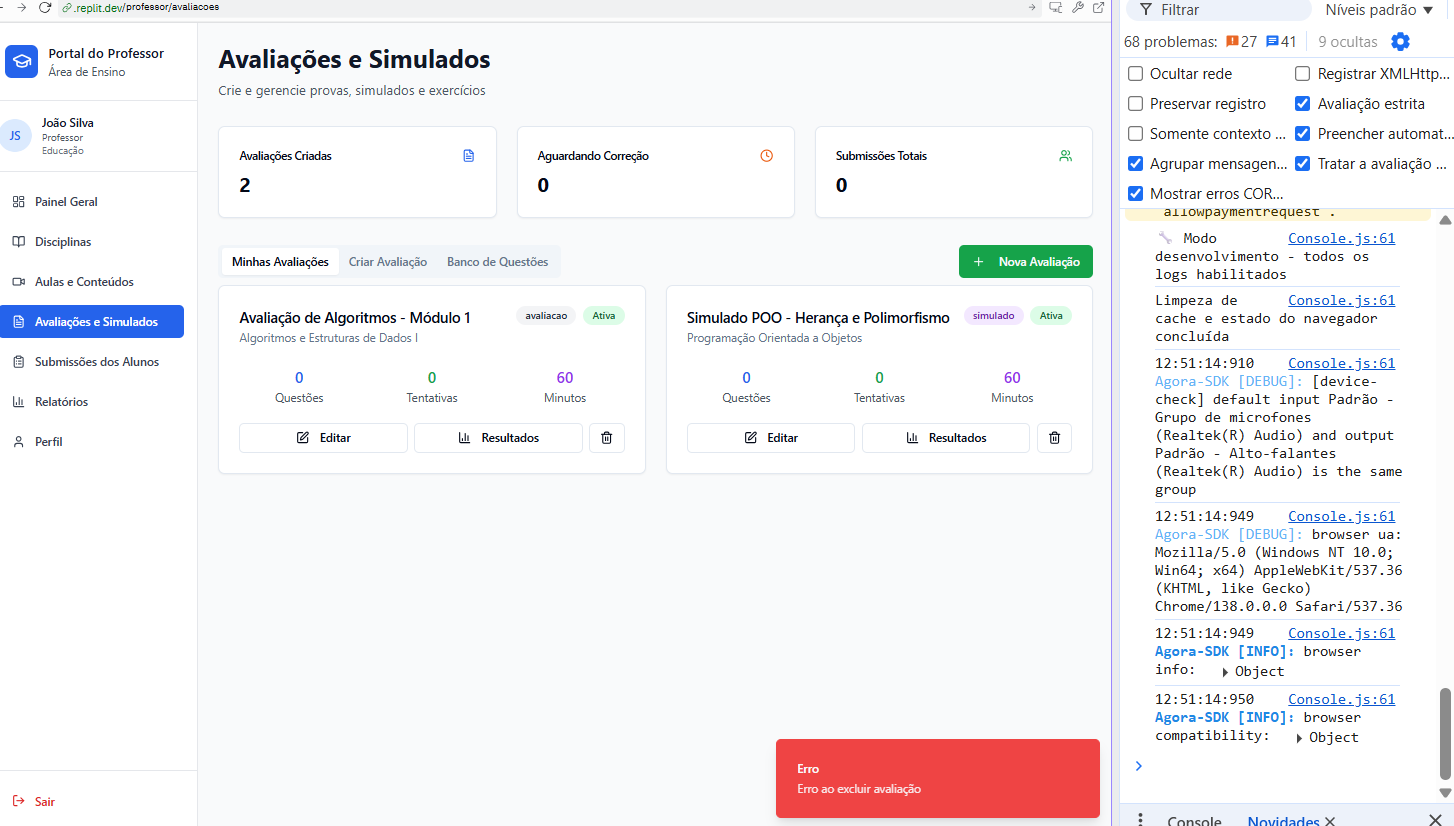 .replit.dev/professor/avaliacoes
Portal do Professor
Área de Ensino
JS
João Silva
Professor
Educação
Painel Geral
Disciplinas
Aulas e Conteúdos
Avaliações e Simulados
Submissões dos Alunos
Relatórios
Perfil
Sair
Avaliações e Simulados
Crie e gerencie provas, simulados e exercícios
Avaliações Criadas
2
Aguardando Correção
0
Submissões Totais
0
Minhas Avaliações Criar Avaliação Banco de Questões
+ Nova Avaliação
Avaliação de Algoritmos - Módulo 1 avaliacao Ativa
Algoritmos e Estruturas de Dados I
0 0 60
Questões Tentativas Minutos
Editar Resultados
Simulado POO - Herança e Polimorfismo simulado Ativa
Programação Orientada a Objetos
0 0 60
Questões Tentativas Minutos
Editar Resultados
Erro
Erro ao excluir avaliação
Filtrar Níveis padrão
68 problemas: 27 41 9 ocultas
Ocultar rede Registrar XMLHttp...
Preservar registro Avaliação estrita
Somente contexto ... Preencher automat...
Agrupar mensagen... Tratar a avaliação ...
Mostrar erros COR...
allowpaymentrequest'.
Modo Console.js:61
desenvolvimento - todos os
logs habilitados
Limpeza de Console.js:61
cache e estado do navegador
concluída
12:51:14:910 Console.js:61
Agora-SDK [DEBUG]: [device-
check] default input Padrão -
Grupo de microfones
(Realtek(R) Audio) and output
Padrão - Alto-falantes
(Realtek(R) Audio) is the same
group
12:51:14:949 Console.js:61
Agora-SDK [DEBUG]: browser ua:
Mozilla/5.0 (Windows NT 10.0;
Win64; x64) AppleWebKit/537.36
(KHTML, like Gecko)
Chrome/138.0.0.0 Safari/537.36
12:51:14:949 Console.js:61
Agora-SDK [INFO]: browser
info: Object
12:51:14:950 Console.js:61
Agora-SDK [INFO]: browser
compatibility: Object
Console Novidades